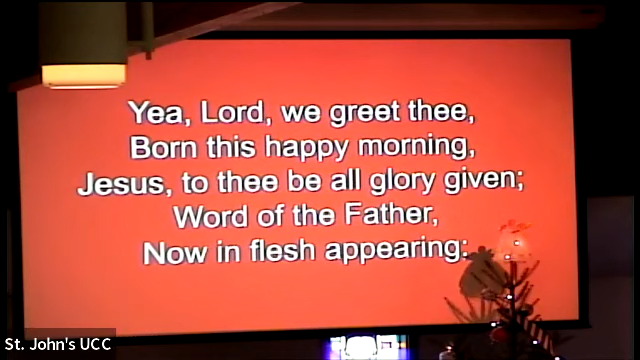 Yea, Lord, we greet thee,
Born this happy morning,
Jesus, to thee be all glory given;
Word of the Father,
Now in flesh appearing:
St. John's UCC